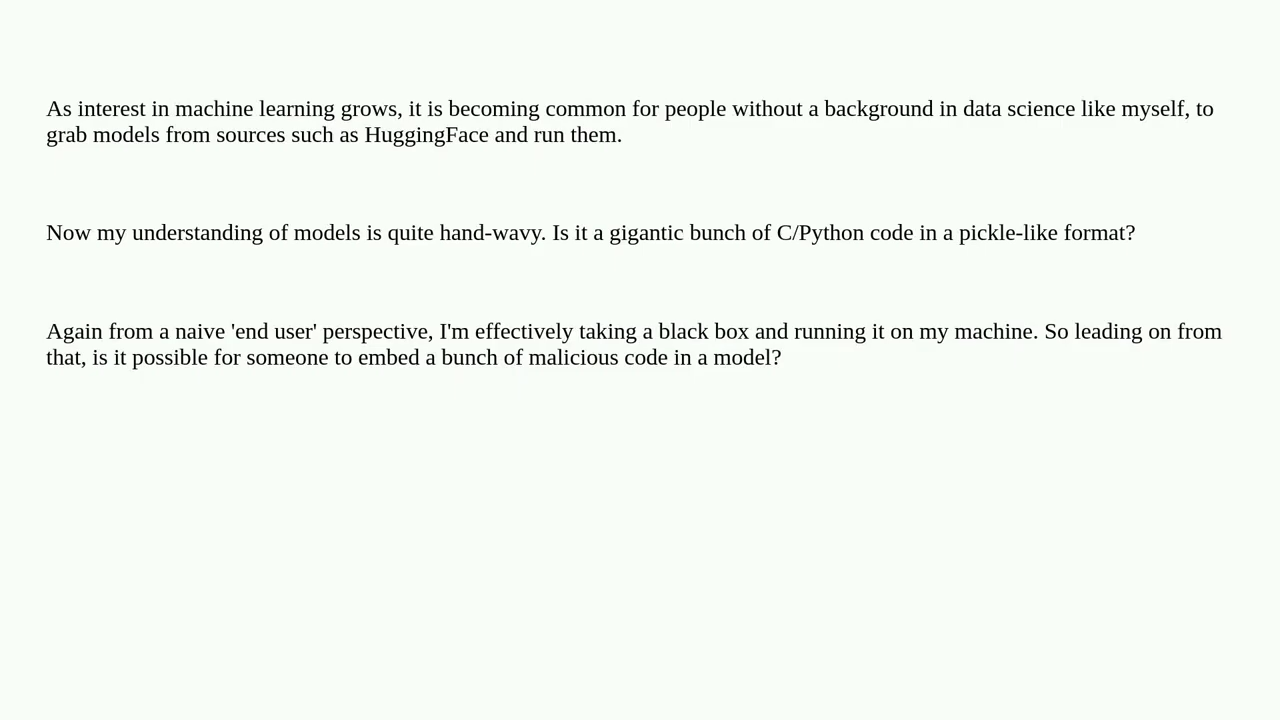 As interest in machine learning grows, it is becoming common for people without a background in data science like myself, to
grab models from sources such as HuggingFace and run them.
Now my understanding of models is quite hand-wavy. Is it a gigantic bunch of C/Python code in a pickle-like format?
Again from a naive 'end user' perspective, I'm effectively taking a black box and running it on my machine. So leading on from
that, is it possible for someone to embed a bunch of malicious code in a model?